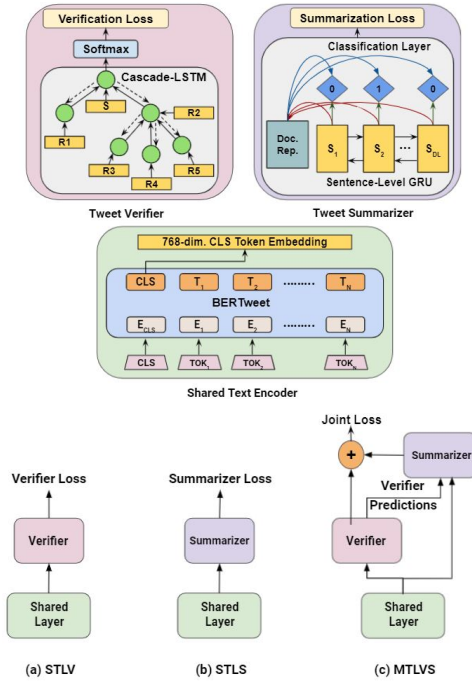 Verification Loss
Softmax
Cascade-LSTM
S
R1
R2
R3
R4
R5
Tweet Verifier
Summarization Loss
Classification Layer
0
1
0
Doc.
Rep.
S1
S2
...
SDL
Sentence-Level GRU
Tweet Summarizer
768-dim. CLS Token Embedding
CLS T1 T2 ......... TN
BERTweet
ECLS E1 E2 ......... EN
CLS TOK1 TOK2 TOKN
Shared Text Encoder
Verifier Loss
Verifier
Shared
Layer
(a) STLV
Summarizer Loss
Summarizer
Shared
Layer
(b) STLS
Joint Loss
+
Summarizer
Verifier
Predictions
Verifier
Shared
Layer
(c) MTLVS